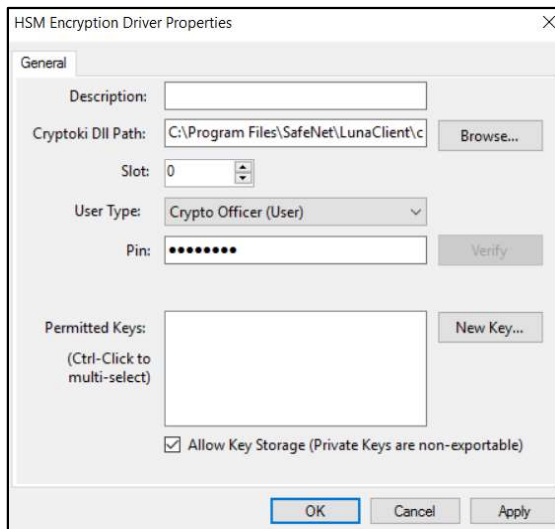 HSM Encryption Driver Properties
General
Description:
Cryptoki Dll Path: C:\Program Files\SafeNet\LunaClient\c Browse...
Slot: 0
User Type: Crypto Officer (User)
Pin: ●●●●●●●● Verify
Permitted Keys: New Key...
(Ctrl-Click to
multi-select)
Allow Key Storage (Private Keys are non-exportable)
OK Cancel Apply